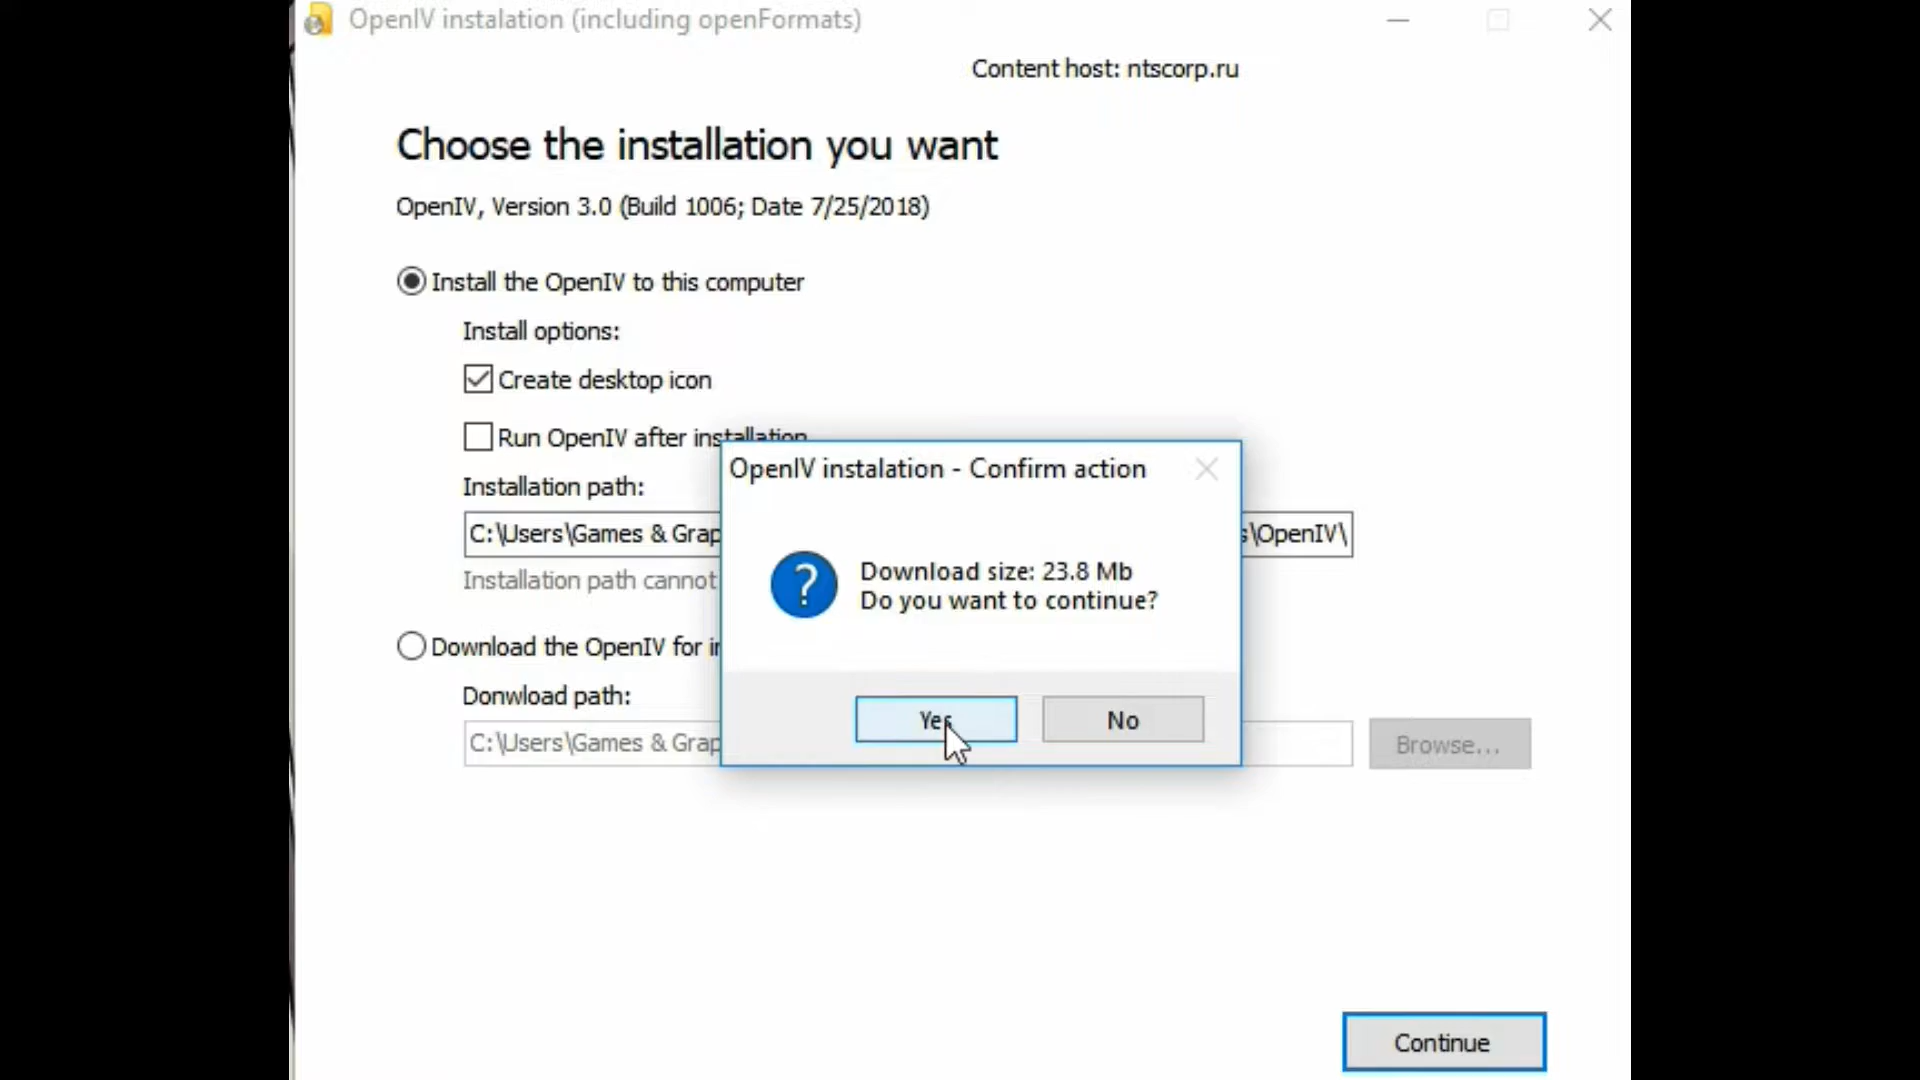 OpenIV instalation (including openFormats)
Content host: ntscorp.ru
Choose the installation you want
OpenIV, Version 3.0 (Build 1006; Date 7/25/2018)
Install the OpenIV to this computer
Install options:
Create desktop icon
Run OpenIV after installation
OpenIV instalation - Confirm action
Installation path:
C:\Users\Games & Grap
s\OpenIV\
Download size: 23.8 Mb
Installation path cannot
Do you want to continue?
Download the OpenIV for i
Donwload path:
Yes
No
C:\Users\Games & Grap
Browse...
Continue